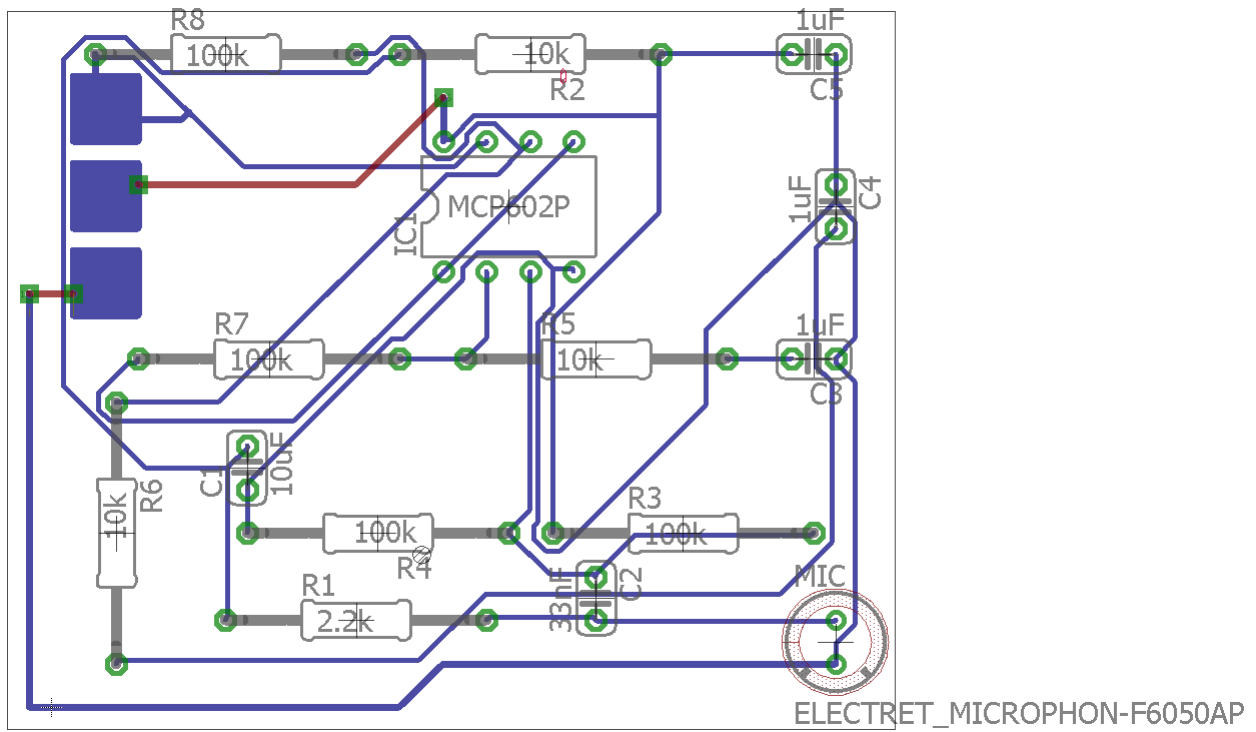 R8
1uF
100k
10k
R2
C5
1uF
C4
MCP602P
IC1
R7
R5
1uF
100k
10k
C3
C1
10uF
R6
10k
R3
100k
100k
R4
C2
33nF
MIC
R1
2.2k
ELECTRET_MICROPHON-F6050AP